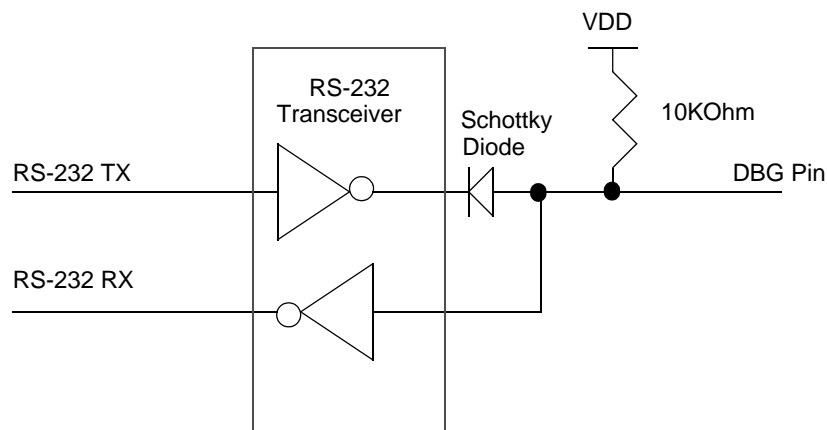 VDD
RS-232
Transceiver
Schottky
Diode
10KOhm
RS-232 TX
DBG Pin
RS-232 RX